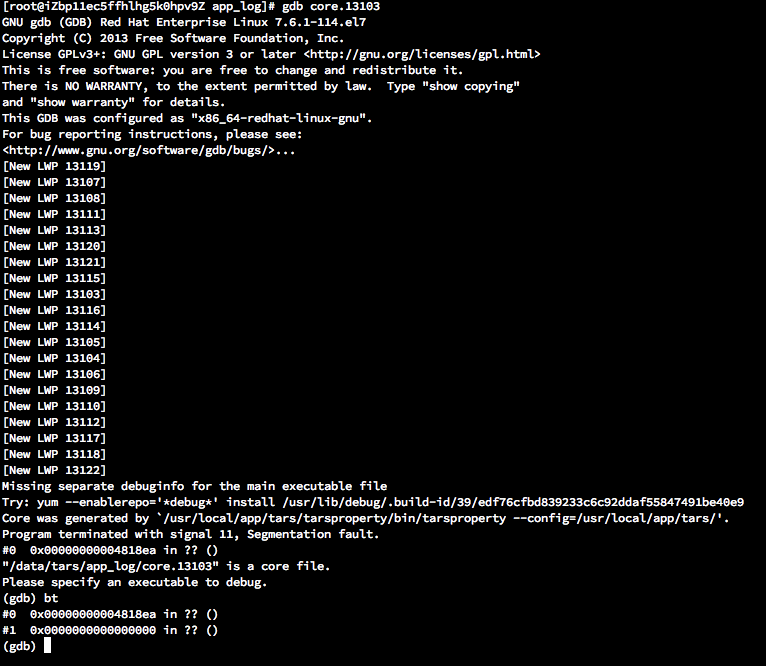 [root@iZbp11ec5ffhlhg5k0hpv9Z app_log]# gdb core.13103
GNU gdb (GDB) Red Hat Enterprise Linux 7.6.1-114.el7
Copyright (C) 2013 Free Software Foundation, Inc.
License GPLv3+: GNU GPL version 3 or later <http://gnu.org/licenses/gpl.html>
This is free software: you are free to change and redistribute it.
There is NO WARRANTY, to the extent permitted by law.  Type "show copying"
and "show warranty" for details.
This GDB was configured as "x86_64-redhat-linux-gnu".
For bug reporting instructions, please see:
<http://www.gnu.org/software/gdb/bugs/>...
[New LWP 13119]
[New LWP 13107]
[New LWP 13108]
[New LWP 13111]
[New LWP 13113]
[New LWP 13120]
[New LWP 13121]
[New LWP 13115]
[New LWP 13103]
[New LWP 13116]
[New LWP 13114]
[New LWP 13105]
[New LWP 13104]
[New LWP 13106]
[New LWP 13109]
[New LWP 13110]
[New LWP 13112]
[New LWP 13117]
[New LWP 13118]
[New LWP 13122]
Missing separate debuginfo for the main executable file
Try: yum --enablerepo='*debug*' install /usr/lib/debug/.build-id/39/edf76cfbd839233c6c92ddaf55847491be40e9
Core was generated by `/usr/local/app/tars/tarsproperty/bin/tarsproperty --config=/usr/local/app/tars/'.
Program terminated with signal 11, Segmentation fault.
#0  0x00000000004818ea in ?? ()
"/data/tars/app_log/core.13103" is a core file.
Please specify an executable to debug.
(gdb) bt
#0  0x00000000004818ea in ?? ()
#1  0x0000000000000000 in ?? ()
(gdb)